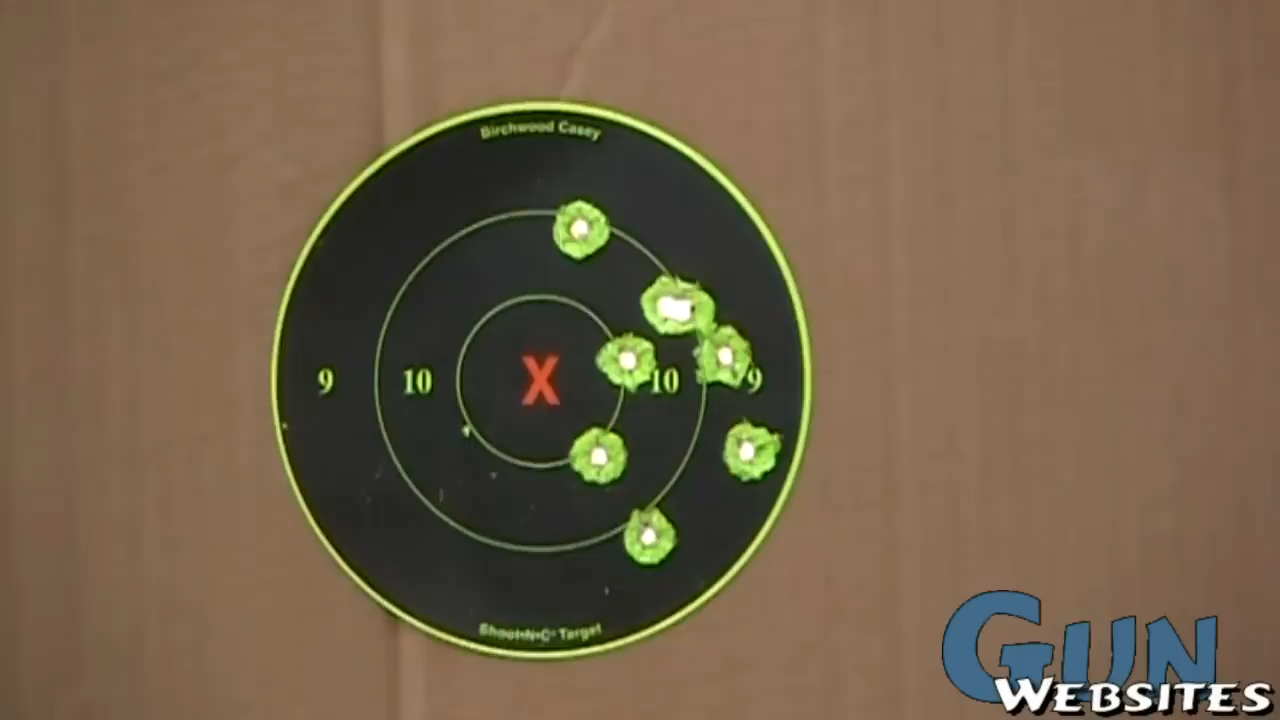 Birchwood Casey
9 10 X 10 9
Shoot•N•C® Target
GUN
WEBSITES